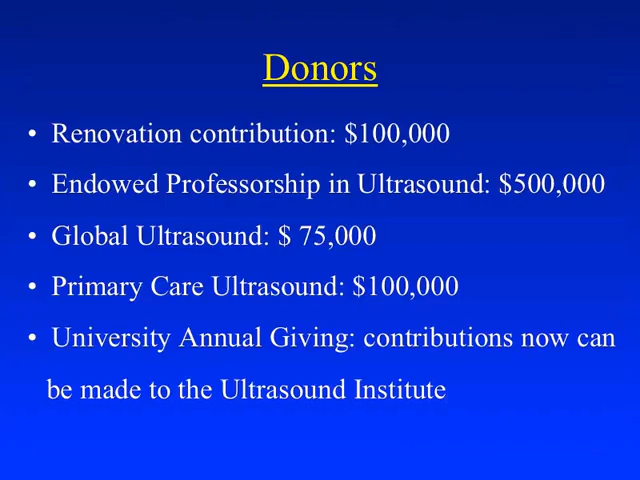 Donors
• Renovation contribution: $100,000
• Endowed Professorship in Ultrasound: $500,000
• Global Ultrasound: $ 75,000
• Primary Care Ultrasound: $100,000
• University Annual Giving: contributions now can
be made to the Ultrasound Institute